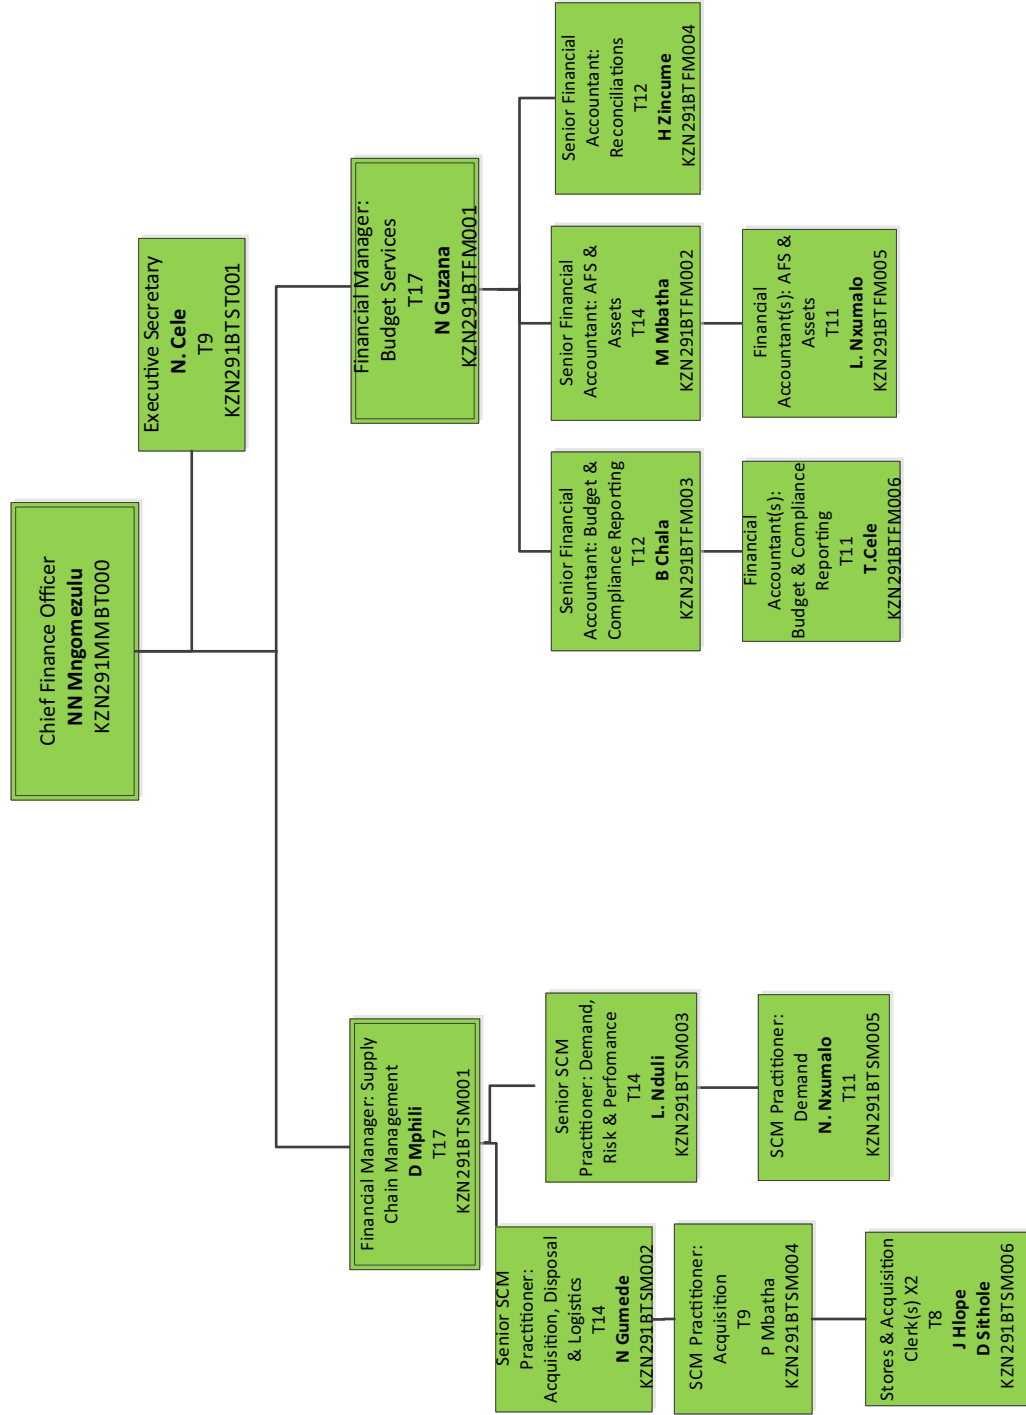 Chief Finance Officer
NN Mngomezulu
KZN291MMBT000
Executive Secretary
N. Cele
T9
KZN291BTST001
Financial Manager: Supply
Chain Management
D Mphili
T17
KZN291BTSM001
Financial Manager:
Budget Services
T17
N Guzana
KZN291BTFM001
Senior SCM
Practitioner:
Acquisition, Disposal
& Logistics
T14
N Gumede
KZN291BTSM002
Senior SCM
Practitioner: Demand,
Risk & Perfomance
T14
L. Nduli
KZN291BTSM003
Senior Financial
Accountant: Budget &
Compliance Reporting
T12
B Chala
KZN291BTFM003
Senior Financial
Accountant: AFS &
Assets
T14
M Mbatha
KZN291BTFM002
Senior Financial
Accountant:
Reconciliations
T12
H Zincume
KZN291BTFM004
SCM Practitioner:
Acquisition
T9
P Mbatha
KZN291BTSM004
SCM Practitioner:
Demand
N. Nxumalo
T11
KZN291BTSM005
Financial
Accountant(s):
Budget & Compliance
Reporting
T11
T.Cele
KZN291BTFM006
Financial
Accountant(s): AFS &
Assets
T11
L. Nxumalo
KZN291BTFM005
Stores & Acquisition
Clerk(s) X2
T8
J Hlope
D Sithole
KZN291BTSM006